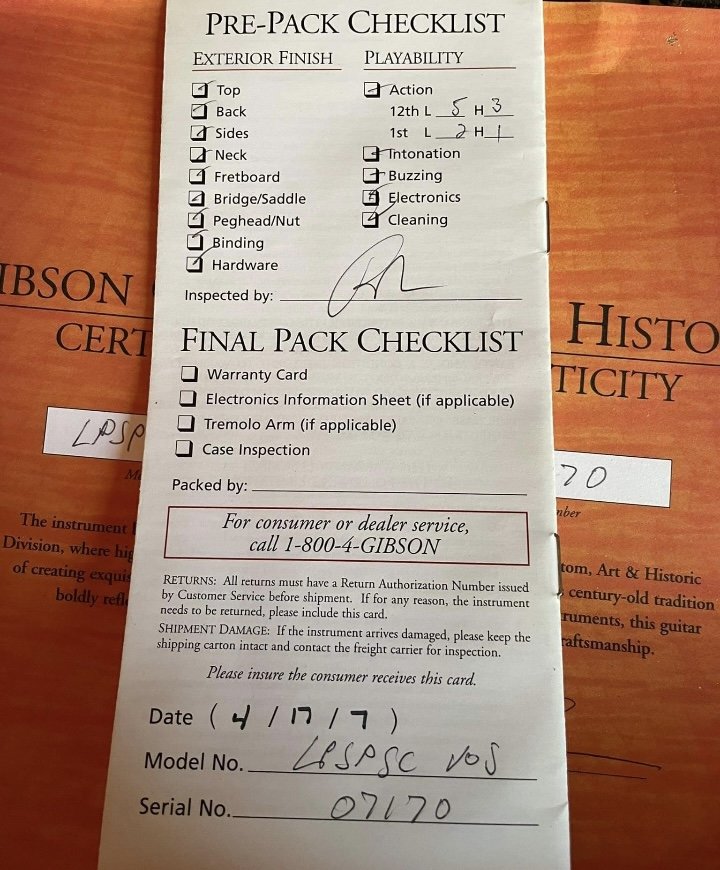 PRE-PACK CHECKLIST
EXTERIOR FINISH
Top
Back
Sides
Neck
Fretboard
Bridge/Saddle
Peghead/Nut
Binding
Hardware
PLAYABILITY
Action
12th L 5 H 3
1st L 2 H 1
Intonation
Buzzing
Electronics
Cleaning
Inspected by:
FINAL PACK CHECKLIST
Warranty Card
Electronics Information Sheet (if applicable)
Tremolo Arm (if applicable)
Case Inspection
Packed by:
For consumer or dealer service,
call 1-800-4-GIBSON
RETURNS: All returns must have a Return Authorization Number issued
by Customer Service before shipment. If for any reason, the instrument
needs to be returned, please include this card.
SHIPMENT DAMAGE: If the instrument arrives damaged, please keep the
shipping carton intact and contact the freight carrier for inspection.
Please insure the consumer receives this card.
Date ( 4 / 17 / 7 )
Model No. LPSPSC VOS
Serial No. 07170
IBSON
CERT
LPSP
The instrument
Division, where hig
of creating exquis
boldly refl
HISTO
TICITY
70
nber
tom, Art & Historic
century-old tradition
ruments, this guitar
raftsmanship.